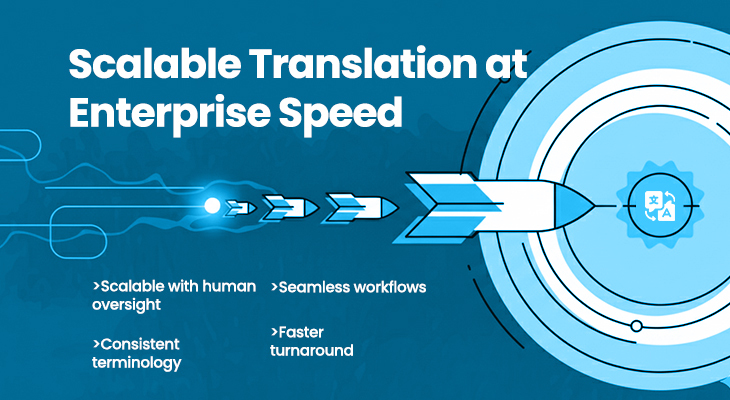 Scalable Translation at
Enterprise Speed
文
A
>Scalable with human
oversight
>Seamless workflows
>Consistent
terminology
>Faster
turnaround